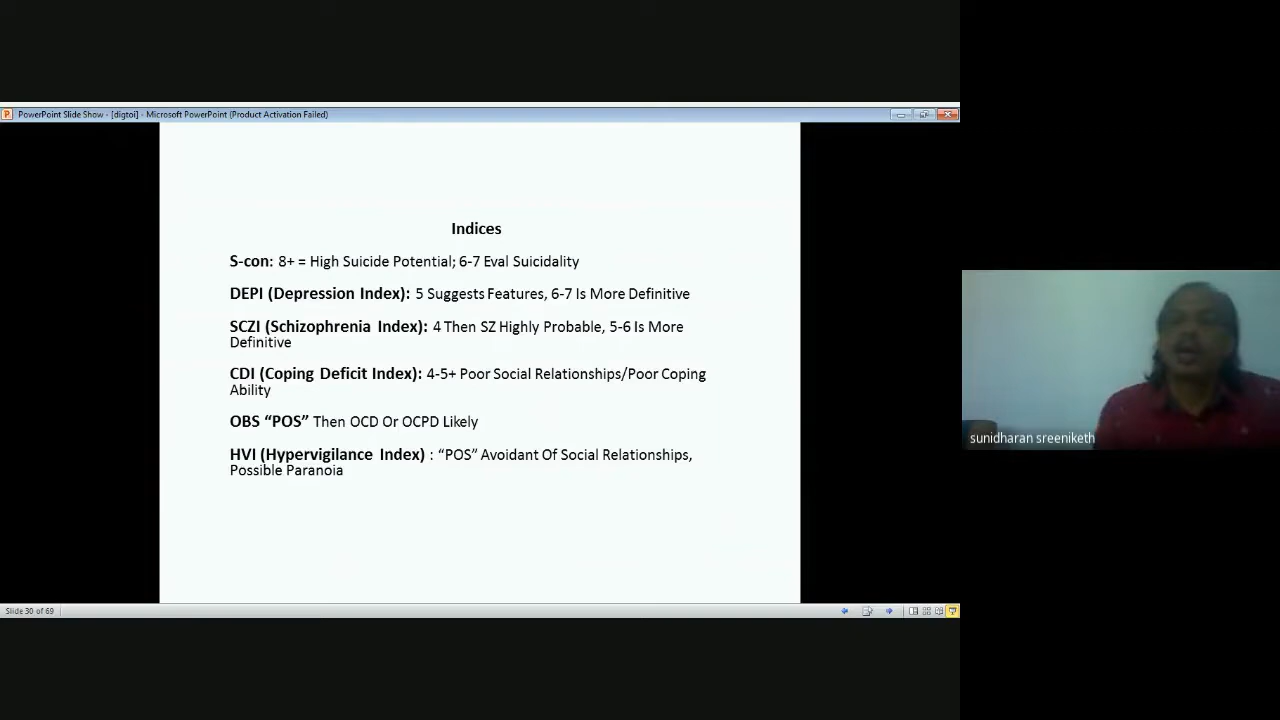 PowerPoint Slide Show - [digtoi] - Microsoft PowerPoint (Product Activation Failed)
Indices
S-con: 8+ = High Suicide Potential; 6-7 Eval Suicidality
DEPI (Depression Index): 5 Suggests Features, 6-7 Is More Definitive
SCZI (Schizophrenia Index): 4 Then SZ Highly Probable, 5-6 Is More
Definitive
CDI (Coping Deficit Index): 4-5+ Poor Social Relationships/Poor Coping
Ability
OBS “POS” Then OCD Or OCPD Likely
HVI (Hypervigilance Index) : “POS” Avoidant Of Social Relationships,
Possible Paranoia
sunidharan sreeniketh
Slide 30 of 69